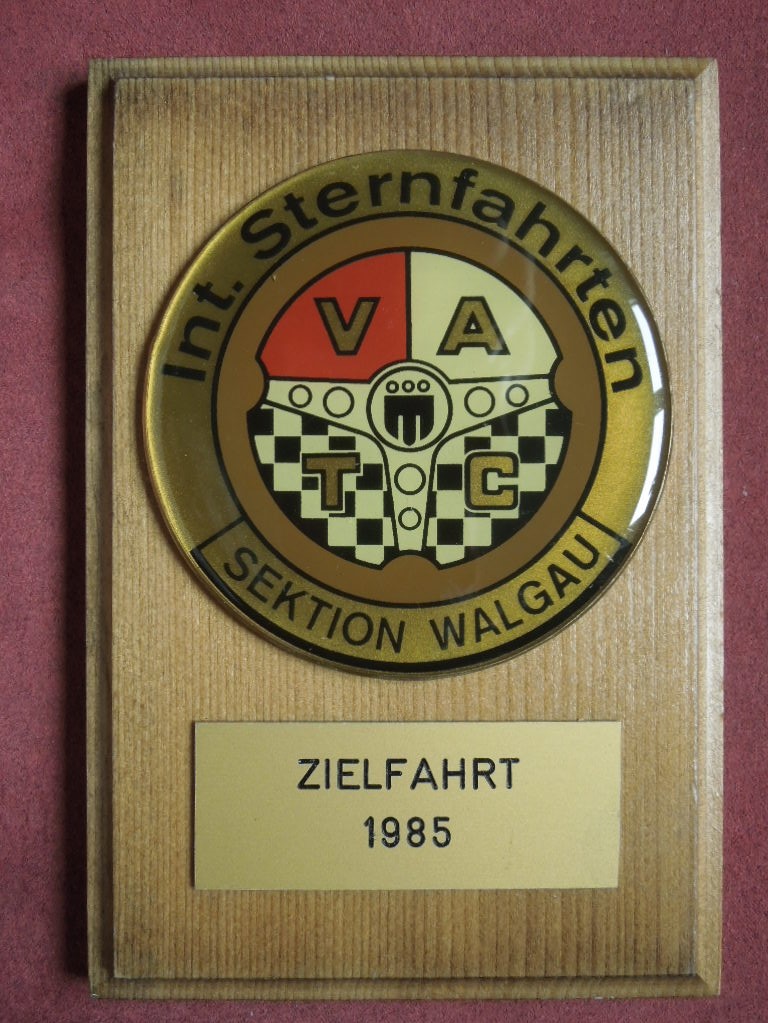 Int. Sternfahrten
V A
T C
SEKTION WALGAU
ZIELFAHRT
1985